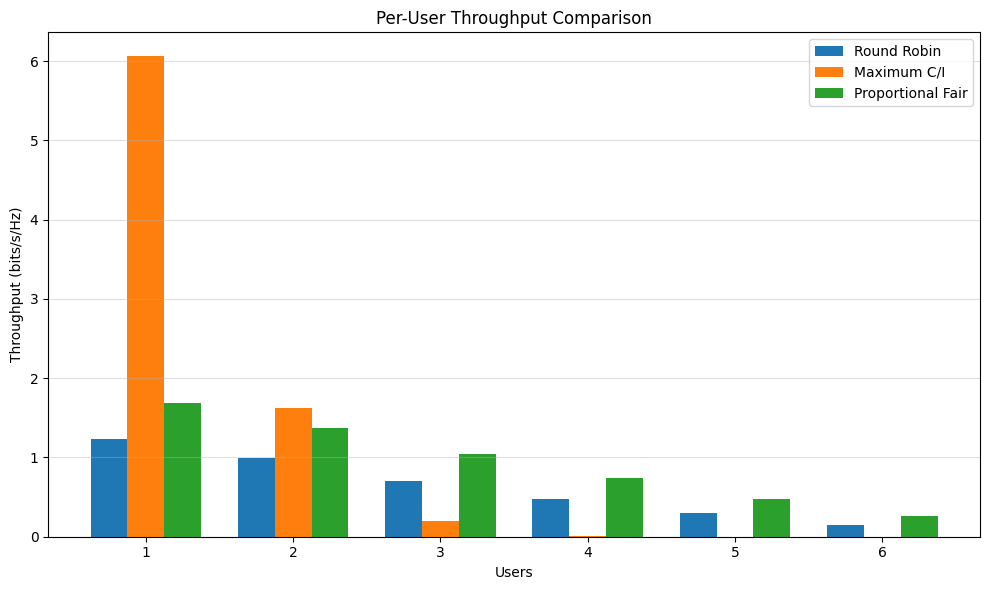 Per-User Throughput Comparison
Round Robin
Maximum C/I
Proportional Fair
Throughput (bits/s/Hz)
6
5
4
3
2
1
0
1 2 3 4 5 6
Users